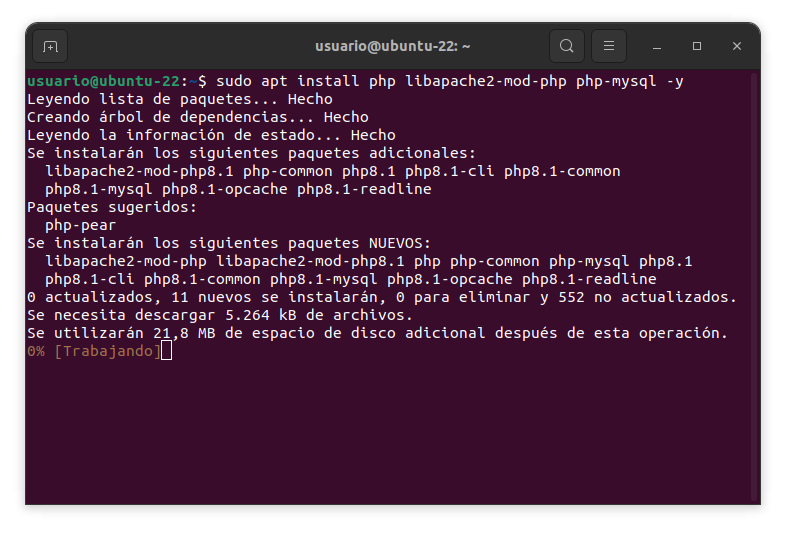 usuario@ubuntu-22: ~
usuario@ubuntu-22:~$ sudo apt install php libapache2-mod-php php-mysql -y
Leyendo lista de paquetes... Hecho
Creando árbol de dependencias... Hecho
Leyendo la información de estado... Hecho
Se instalarán los siguientes paquetes adicionales:
  libapache2-mod-php8.1 php-common php8.1 php8.1-cli php8.1-common
  php8.1-mysql php8.1-opcache php8.1-readline
Paquetes sugeridos:
  php-pear
Se instalarán los siguientes paquetes NUEVOS:
  libapache2-mod-php libapache2-mod-php8.1 php php-common php-mysql php8.1
  php8.1-cli php8.1-common php8.1-mysql php8.1-opcache php8.1-readline
0 actualizados, 11 nuevos se instalarán, 0 para eliminar y 552 no actualizados.
Se necesita descargar 5.264 kB de archivos.
Se utilizarán 21,8 MB de espacio de disco adicional después de esta operación.
0% [Trabajando]